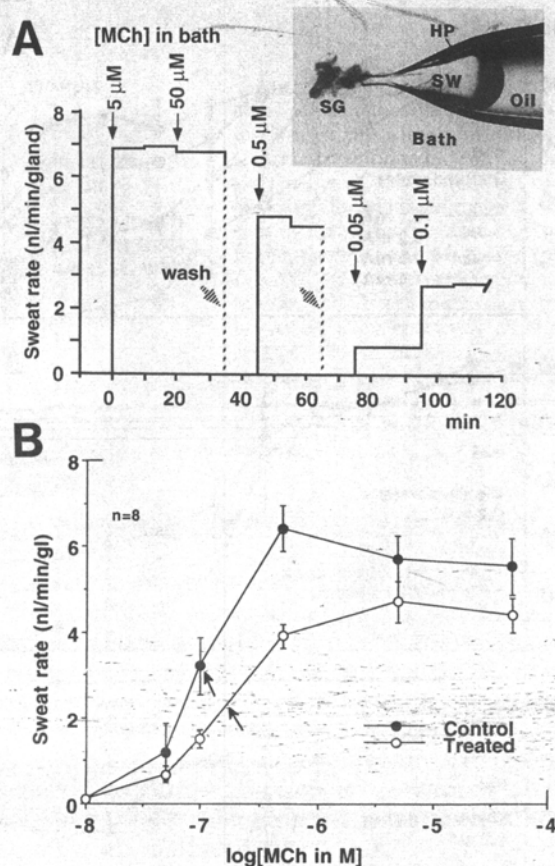 A
[MCh] in bath
5 µM
50 µM
0.5 µM
0.05 µM
0.1 µM
HP
SW
SG
Oil
Bath
wash
Sweat rate (nl/min/gland)
8
6
4
2
0
0 20 40 60 80 100 120
min
B
n=8
Sweat rate (nl/min/gl)
8
6
4
2
0
Control
Treated
-8 -7 -6 -5 -4
log[MCh in M]